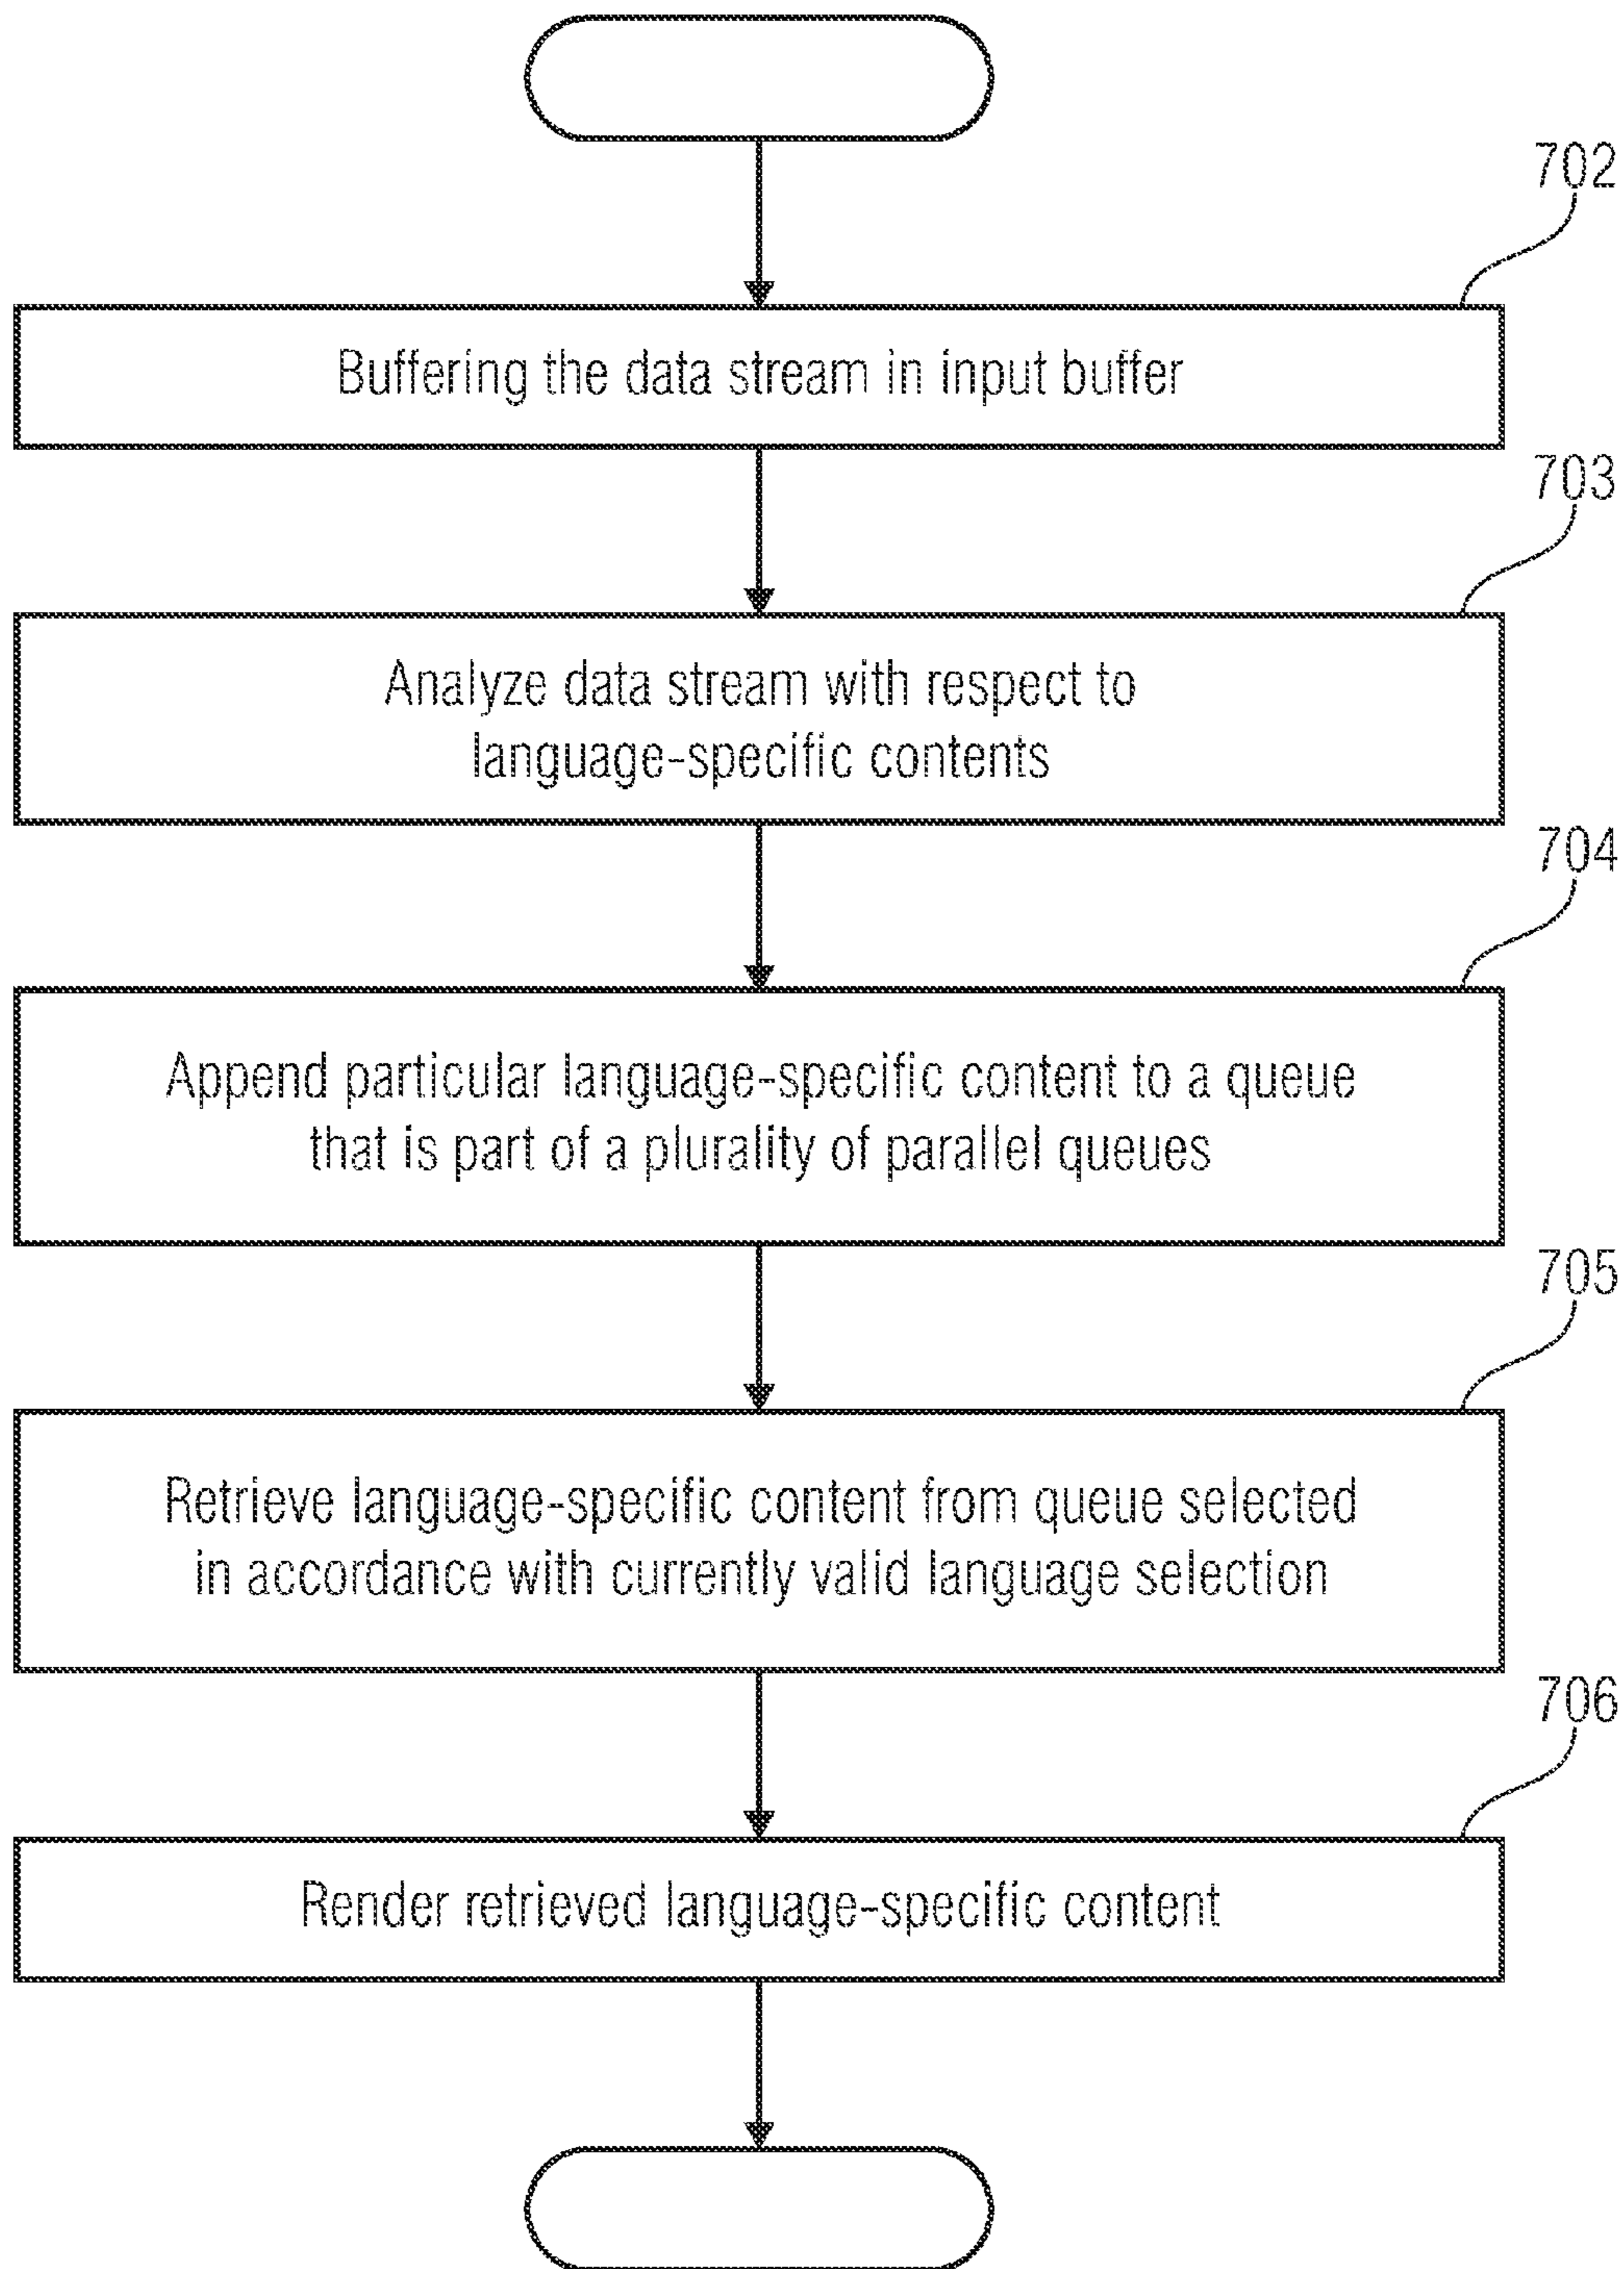 702
Buffering the data stream in input buffer
703
Analyze data stream with respect to
language-specific contents
704
Append particular language-specific content to a queue
that is part of a plurality of parallel queues
705
Retrieve language-specific content from queue selected
in accordance with currently valid language selection
706
Render retrieved language-specific content